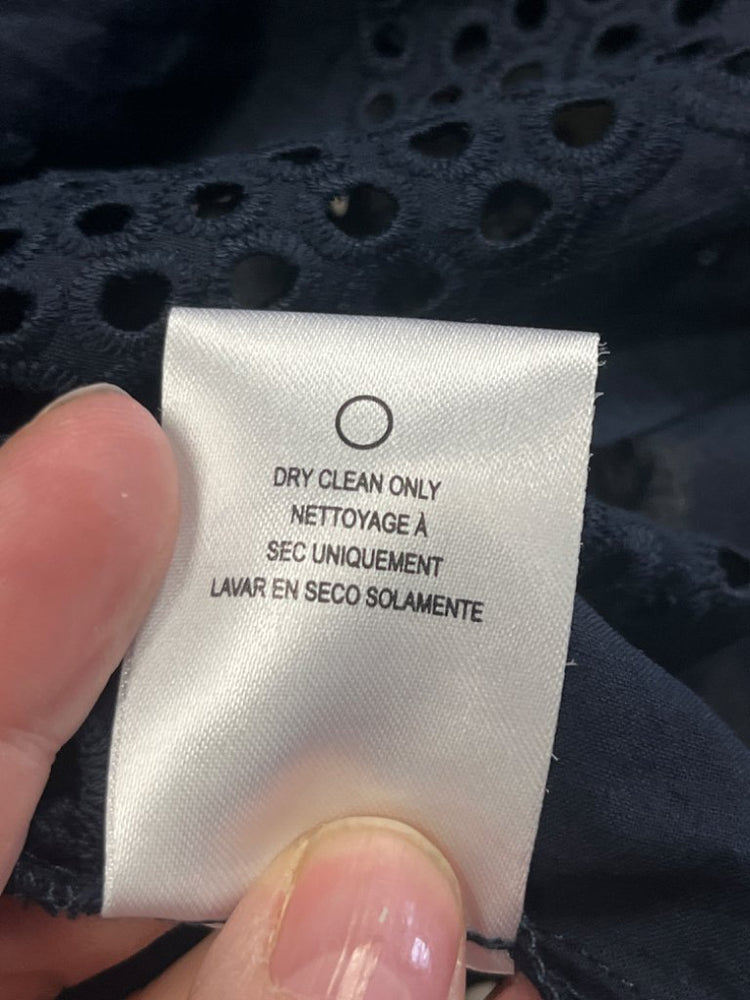 DRY CLEAN ONLY
NETTOYAGE À
SEC UNIQUEMENT
LAVAR EN SECO SOLAMENTE